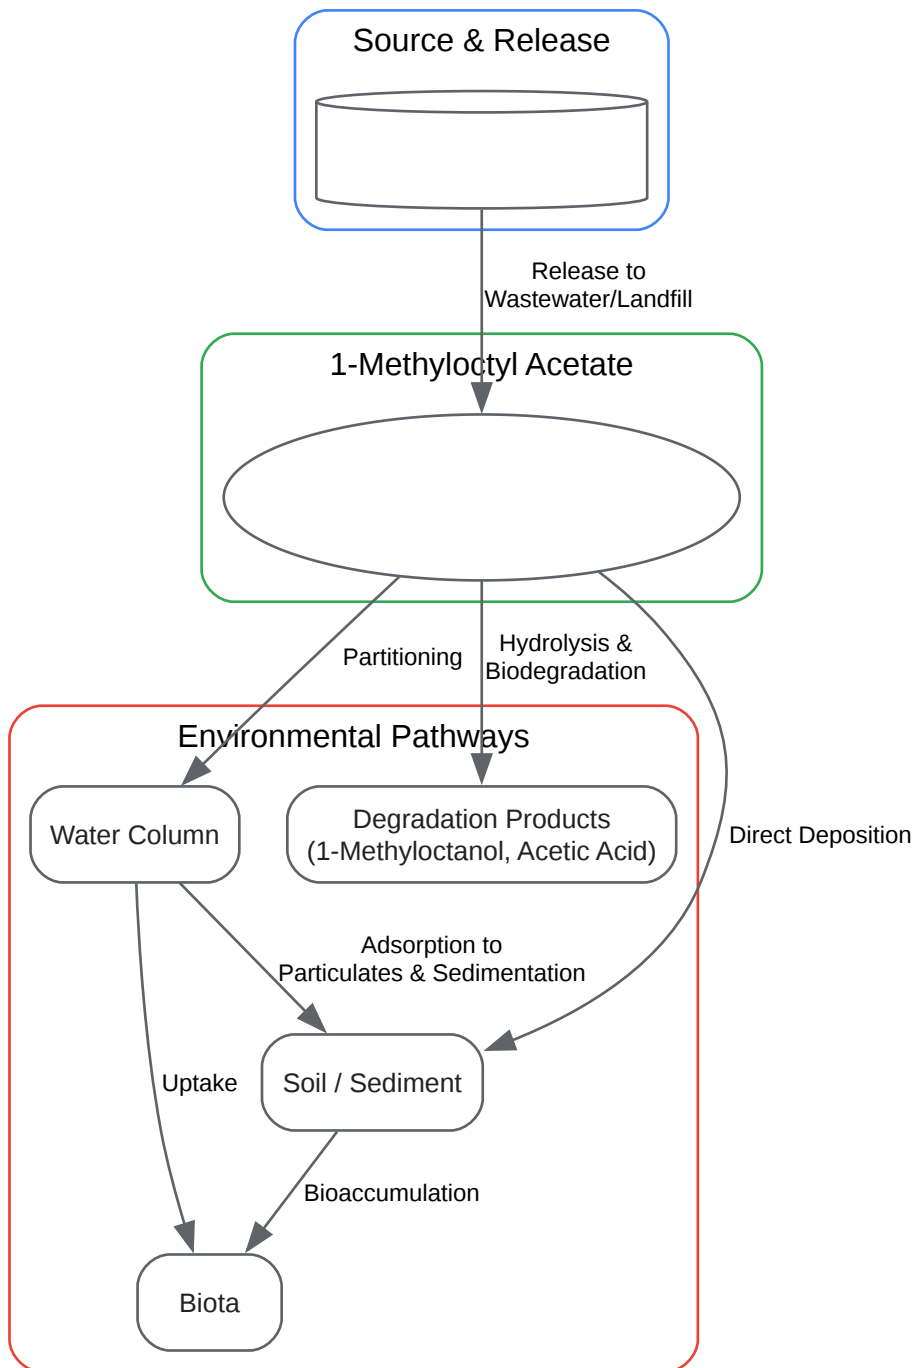 Source & Release
Release to
Wastewater/Landfill
1-Methyloctyl Acetate
Partitioning
Hydrolysis &
Biodegradation
Environmental Pathways
Water Column
Degradation Products
(1-Methyloctanol, Acetic Acid)
Direct Deposition
Adsorption to
Particulates & Sedimentation
Uptake
Soil / Sediment
Bioaccumulation
Biota